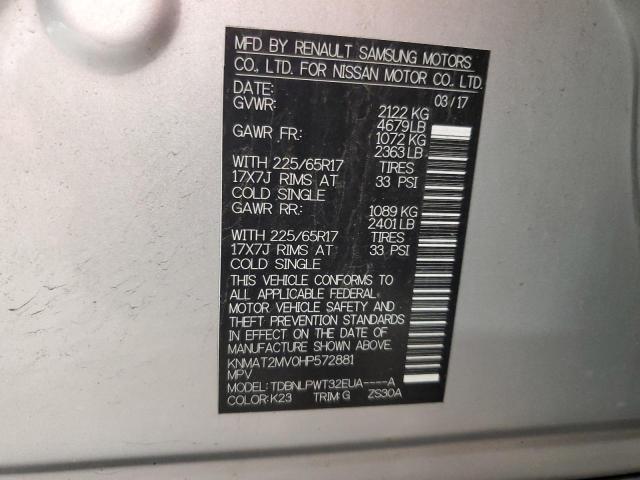 MFD BY RENAULT SAMSUNG MOTORS
CO., LTD. FOR NISSAN MOTOR CO., LTD.
DATE: 03/17
GVWR: 2122 KG
4679LB
GAWR FR: 1072 KG
2363 LB
WITH 225/65R17 TIRES
17X7J RIMS AT 33 PSI
COLD SINGLE
GAWR RR: 1089 KG
2401 LB
WITH 225/65R17 TIRES
17X7J RIMS AT 33 PSI
COLD SINGLE
THIS VEHICLE CONFORMS TO
ALL APPLICABLE FEDERAL
MOTOR VEHICLE SAFETY AND
THEFT PREVENTION STANDARDS
IN EFFECT ON THE DATE OF
MANUFACTURE SHOWN ABOVE.
KNMAT2MV0HP572881
MPV
MODEL: TDBNLPWT32EUA----A
COLOR: K23 TRIM: G ZS30A